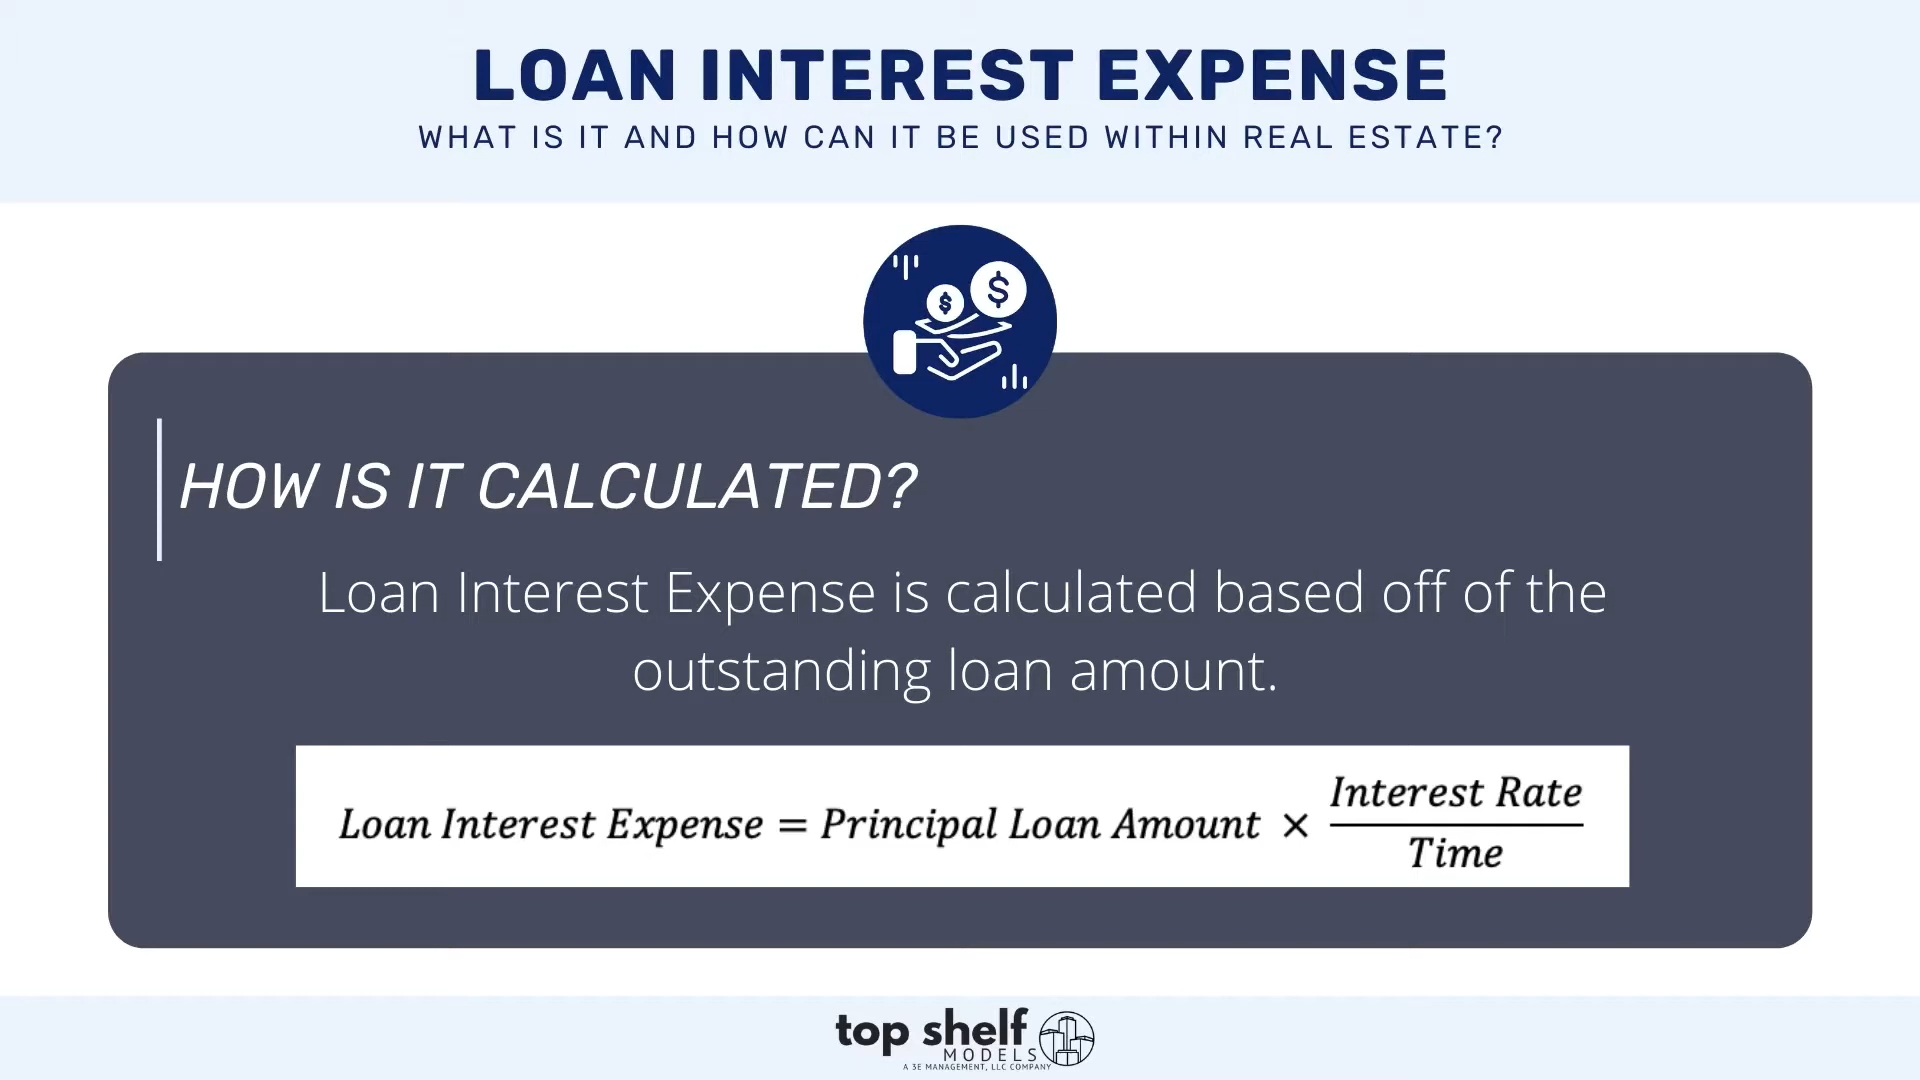 LOAN INTEREST EXPENSE
WHAT IS IT AND HOW CAN IT BE USED WITHIN REAL ESTATE?
$ $
HOW IS IT CALCULATED?
Loan Interest Expense is calculated based off of the
outstanding loan amount.
Loan Interest Expense = Principal Loan Amount × Interest Rate / Time
top shelf
MODELS
A 3E MANAGEMENT, LLC COMPANY